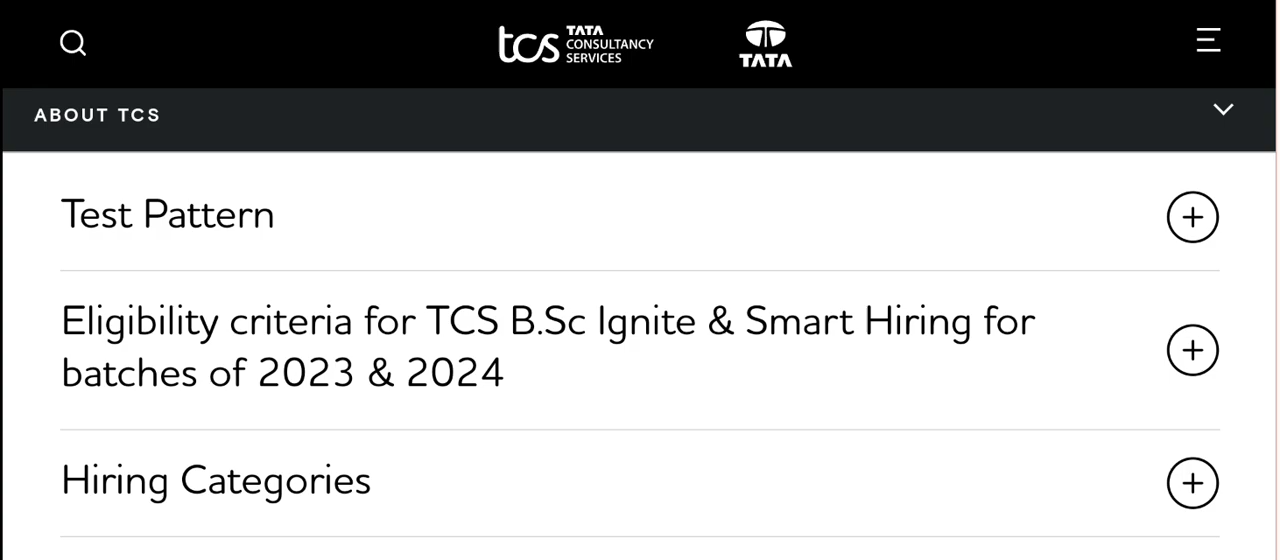 tcs TATA CONSULTANCY SERVICES
TATA
ABOUT TCS
Test Pattern
Eligibility criteria for TCS B.Sc Ignite & Smart Hiring for
batches of 2023 & 2024
Hiring Categories